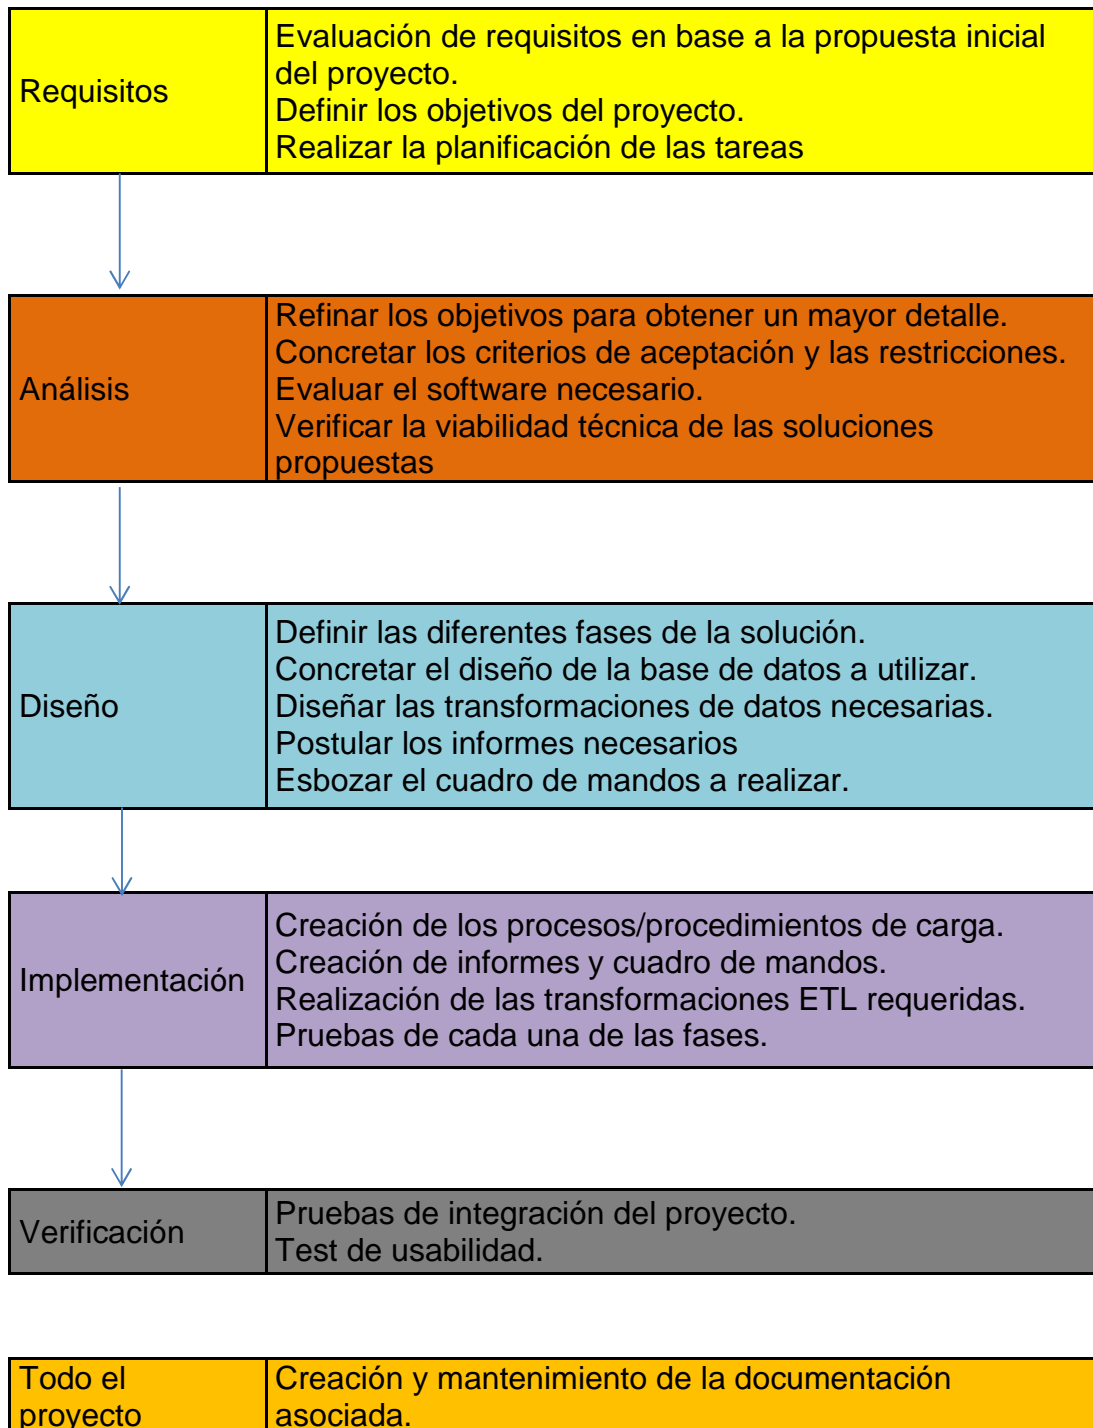 Requisitos
Evaluación de requisitos en base a la propuesta inicial
del proyecto.
Definir los objetivos del proyecto.
Realizar la planificación de las tareas
Análisis
Refinar los objetivos para obtener un mayor detalle.
Concretar los criterios de aceptación y las restricciones.
Evaluar el software necesario.
Verificar la viabilidad técnica de las soluciones
propuestas
Diseño
Definir las diferentes fases de la solución.
Concretar el diseño de la base de datos a utilizar.
Diseñar las transformaciones de datos necesarias.
Postular los informes necesarios
Esbozar el cuadro de mandos a realizar.
Implementación
Creación de los procesos/procedimientos de carga.
Creación de informes y cuadro de mandos.
Realización de las transformaciones ETL requeridas.
Pruebas de cada una de las fases.
Verificación
Pruebas de integración del proyecto.
Test de usabilidad.
Todo el
proyecto
Creación y mantenimiento de la documentación
asociada.